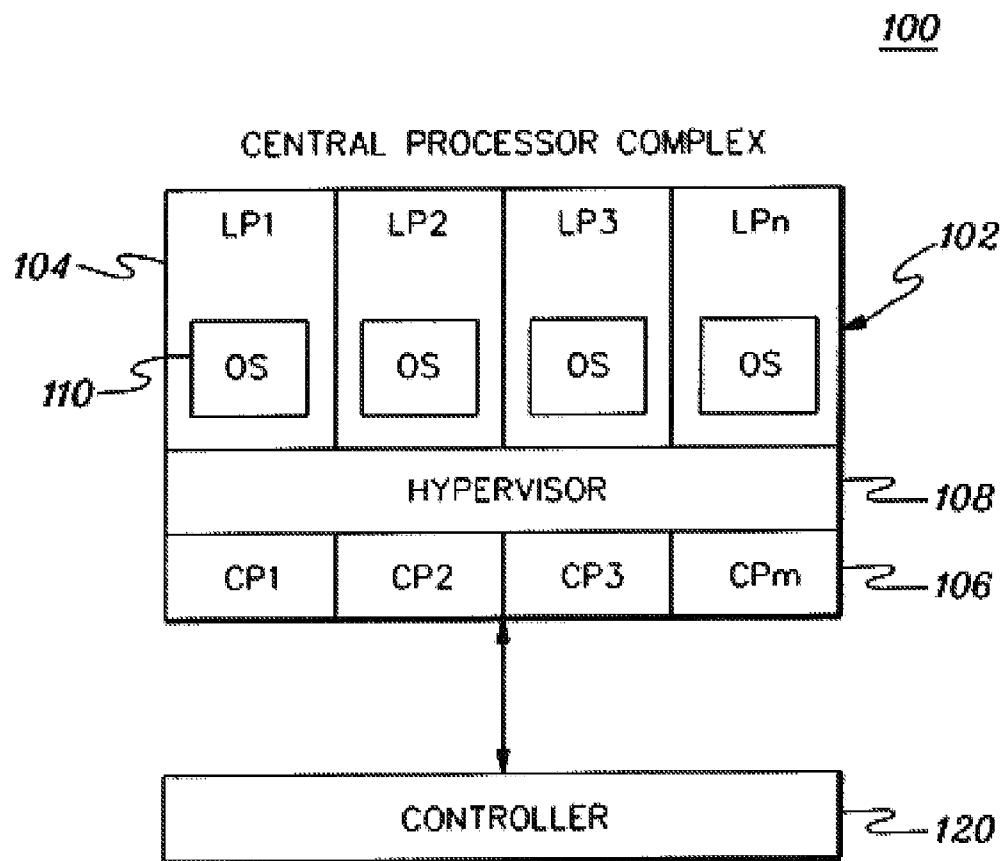 100
CENTRAL PROCESSOR COMPLEX
LP1 LP2 LP3 LPn
102
104
OS OS OS OS
110
HYPERVISOR
108
CP1 CP2 CP3 CPm
106
CONTROLLER
120